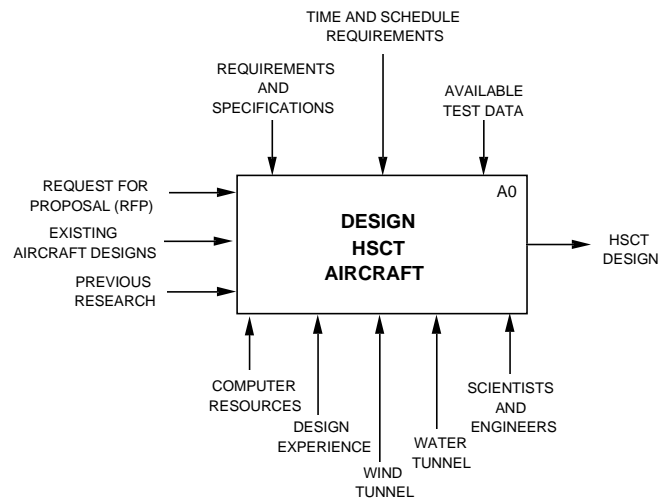 TIME AND SCHEDULE
REQUIREMENTS
REQUIREMENTS
AND
SPECIFICATIONS
AVAILABLE
TEST DATA
REQUEST FOR
PROPOSAL (RFP)
EXISTING
AIRCRAFT DESIGNS
PREVIOUS
RESEARCH
A0
DESIGN
HSCT
AIRCRAFT
HSCT
DESIGN
COMPUTER
RESOURCES
DESIGN
EXPERIENCE
WIND
TUNNEL
WATER
TUNNEL
SCIENTISTS
AND
ENGINEERS